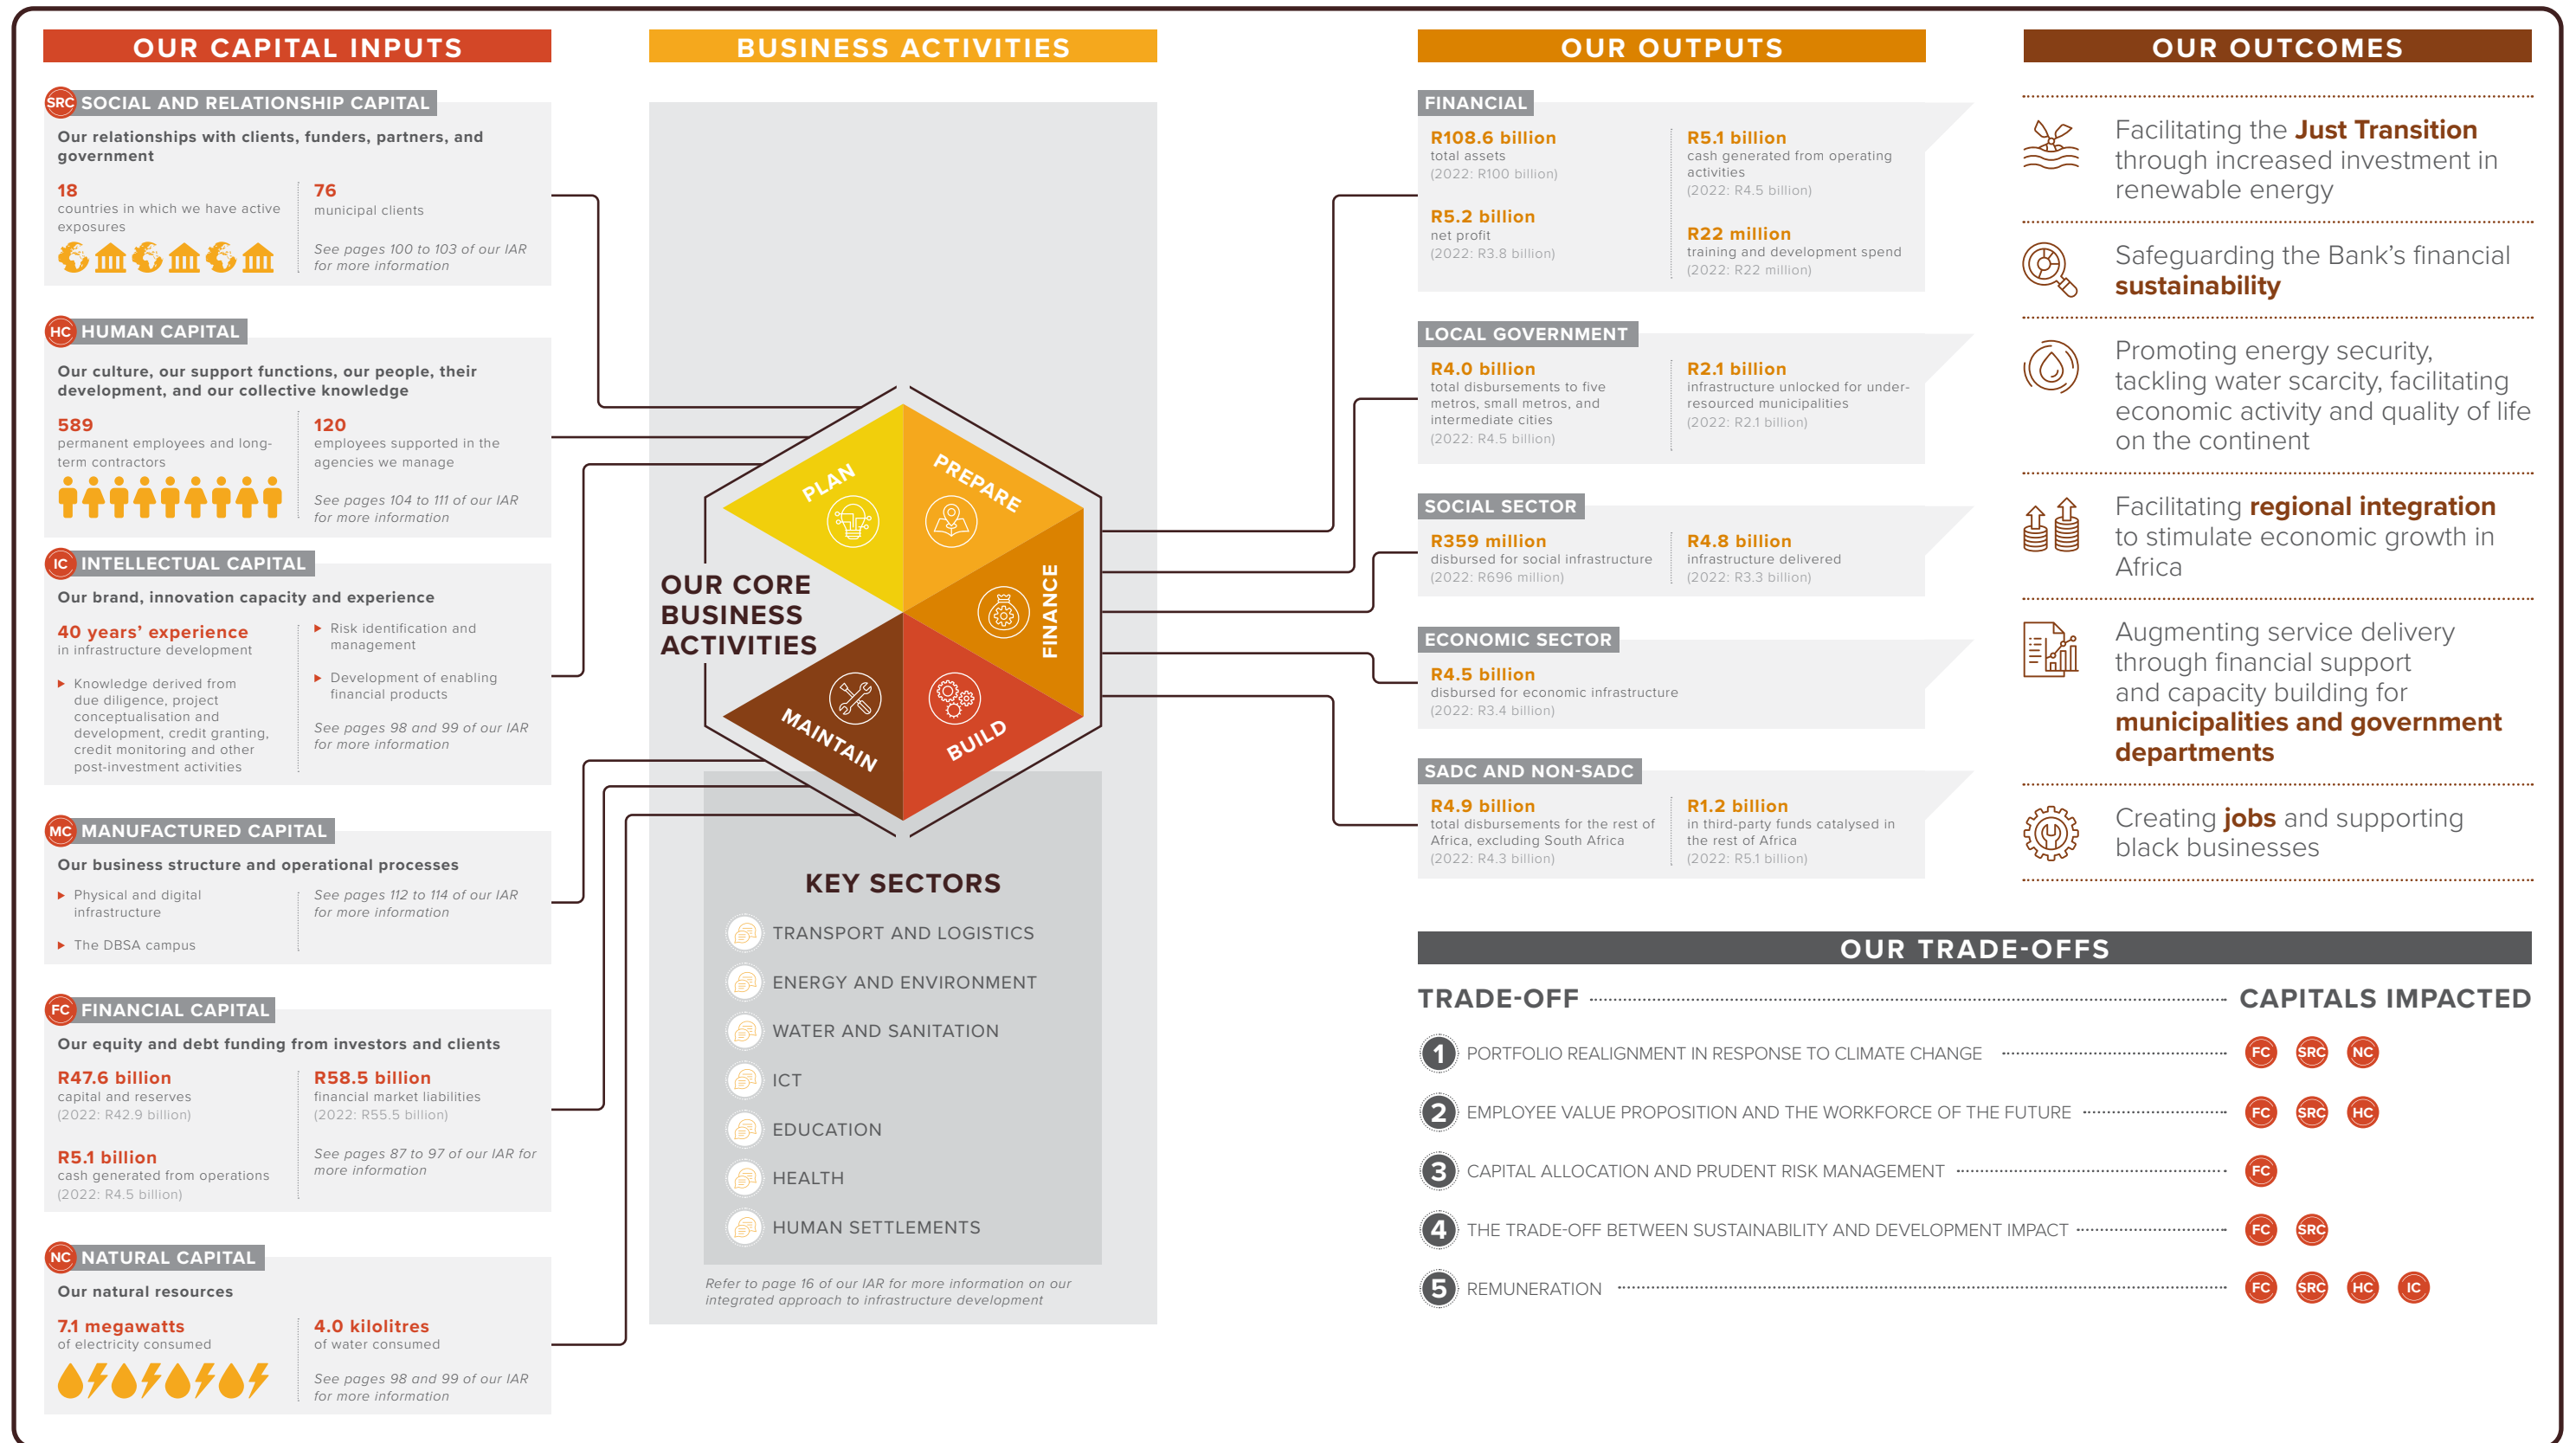 OUR CAPITAL INPUTS
SRC SOCIAL AND RELATIONSHIP CAPITAL
Our relationships with clients, funders, partners, and
government
18
countries in which we have active
exposures
76
municipal clients
See pages 100 to 103 of our IAR
for more information
HC HUMAN CAPITAL
Our culture, our support functions, our people, their
development, and our collective knowledge
589
permanent employees and long-
term contractors
120
employees supported in the
agencies we manage
See pages 104 to 111 of our IAR
for more information
IC INTELLECTUAL CAPITAL
Our brand, innovation capacity and experience
40 years' experience
in infrastructure development
Knowledge derived from
due diligence, project
conceptualisation and
development, credit granting,
credit monitoring and other
post-investment activities
Risk identification and
management
Development of enabling
financial products
See pages 98 and 99 of our IAR
for more information
MC MANUFACTURED CAPITAL
Our business structure and operational processes
Physical and digital
infrastructure
The DBSA campus
See pages 112 to 114 of our IAR
for more information
FC FINANCIAL CAPITAL
Our equity and debt funding from investors and clients
R47.6 billion
capital and reserves
(2022: R42.9 billion)
R5.1 billion
cash generated from operations
(2022: R4.5 billion)
R58.5 billion
financial market liabilities
(2022: R55.5 billion)
See pages 87 to 97 of our IAR for
more information
NC NATURAL CAPITAL
Our natural resources
7.1 megawatts
of electricity consumed
4.0 kilolitres
of water consumed
See pages 98 and 99 of our IAR
for more information
BUSINESS ACTIVITIES
OUR CORE
BUSINESS
ACTIVITIES
PLAN
PREPARE
FINANCE
BUILD
MAINTAIN
KEY SECTORS
TRANSPORT AND LOGISTICS
ENERGY AND ENVIRONMENT
WATER AND SANITATION
ICT
EDUCATION
HEALTH
HUMAN SETTLEMENTS
Refer to page 16 of our IAR for more information on our
integrated approach to infrastructure development
OUR OUTPUTS
FINANCIAL
R108.6 billion
total assets
(2022: R100 billion)
R5.2 billion
net profit
(2022: R3.8 billion)
R5.1 billion
cash generated from operating
activities
(2022: R4.5 billion)
R22 million
training and development spend
(2022: R22 million)
LOCAL GOVERNMENT
R4.0 billion
total disbursements to five
metros, small metros, and
intermediate cities
(2022: R4.5 billion)
R2.1 billion
infrastructure unlocked for under-
resourced municipalities
(2022: R2.1 billion)
SOCIAL SECTOR
R359 million
disbursed for social infrastructure
(2022: R696 million)
R4.8 billion
infrastructure delivered
(2022: R3.3 billion)
ECONOMIC SECTOR
R4.5 billion
disbursed for economic infrastructure
(2022: R3.4 billion)
SADC AND NON-SADC
R4.9 billion
total disbursements for the rest of
Africa, excluding South Africa
(2022: R4.3 billion)
R1.2 billion
in third-party funds catalysed in
the rest of Africa
(2022: R5.1 billion)
OUR OUTCOMES
Facilitating the Just Transition
through increased investment in
renewable energy
Safeguarding the Bank's financial
sustainability
Promoting energy security,
tackling water scarcity, facilitating
economic activity and quality of life
on the continent
Facilitating regional integration
to stimulate economic growth in
Africa
Augmenting service delivery
through financial support
and capacity building for
municipalities and government
departments
Creating jobs and supporting
black businesses
OUR TRADE-OFFS
TRADE-OFF CAPITALS IMPACTED
1 PORTFOLIO REALIGNMENT IN RESPONSE TO CLIMATE CHANGE FC SRC NC
2 EMPLOYEE VALUE PROPOSITION AND THE WORKFORCE OF THE FUTURE FC SRC HC
3 CAPITAL ALLOCATION AND PRUDENT RISK MANAGEMENT FC
4 THE TRADE-OFF BETWEEN SUSTAINABILITY AND DEVELOPMENT IMPACT FC SRC
5 REMUNERATION FC SRC HC IC